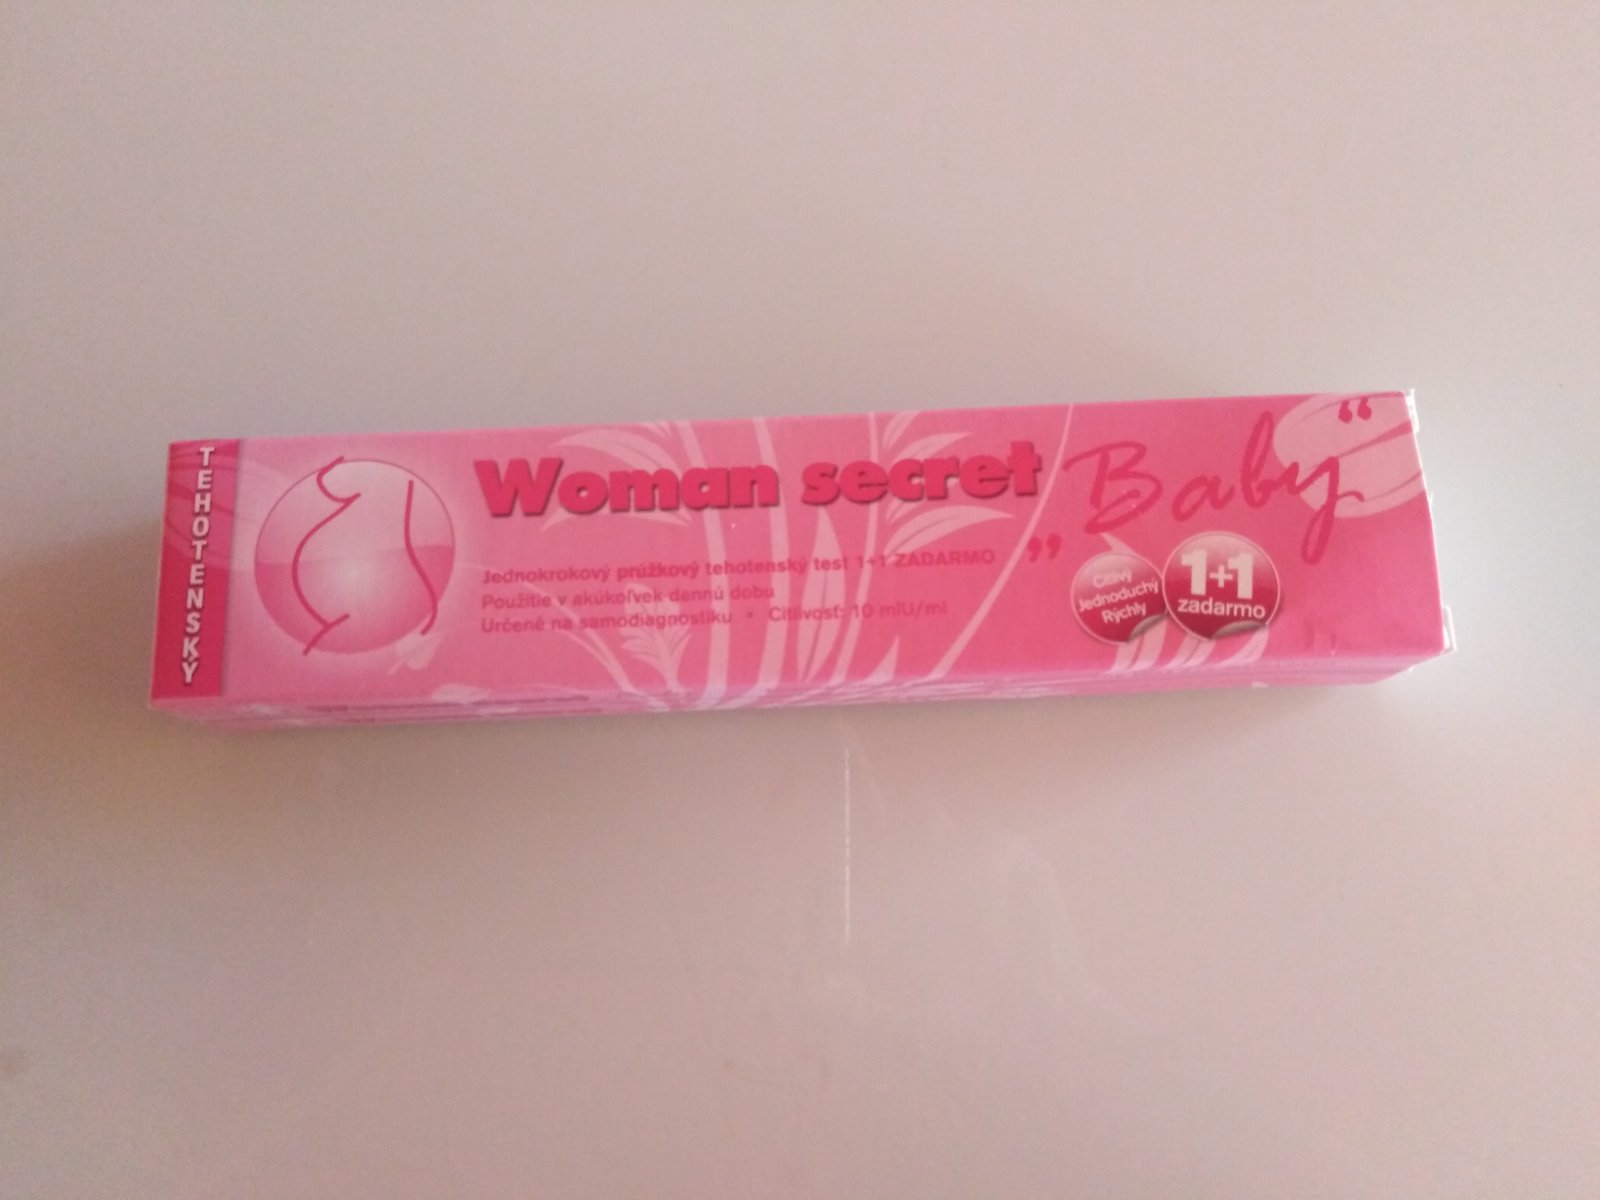 TEHOTENSKÝ
Woman secret
„Baby“
Jednokrokový prúžkový tehotenský test 1+1 ZADARMO
Použitie v akúkoľvek dennú dobu
Určené na samodiagnostiku • Citlivosť: 10 mIU/ml
Citlivý
Jednoduchý
Rýchly
1+1
zadarmo